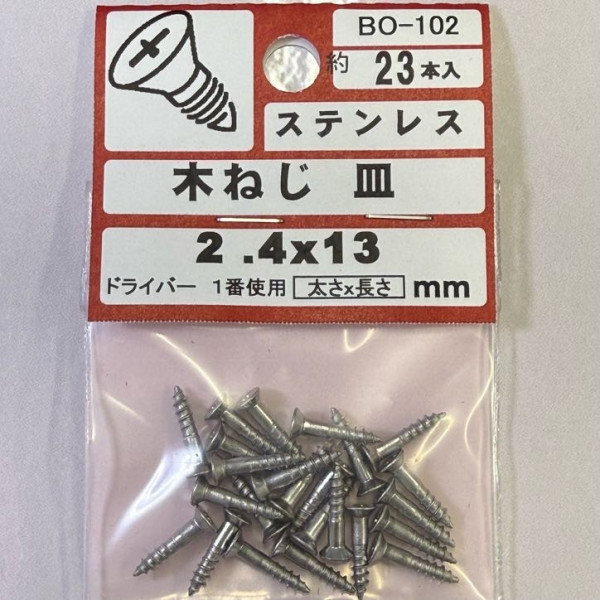 BO-102
約 23本入
ステンレス
木ねじ 皿
2.4x13
ドライバー 1番使用 太さx長さ mm